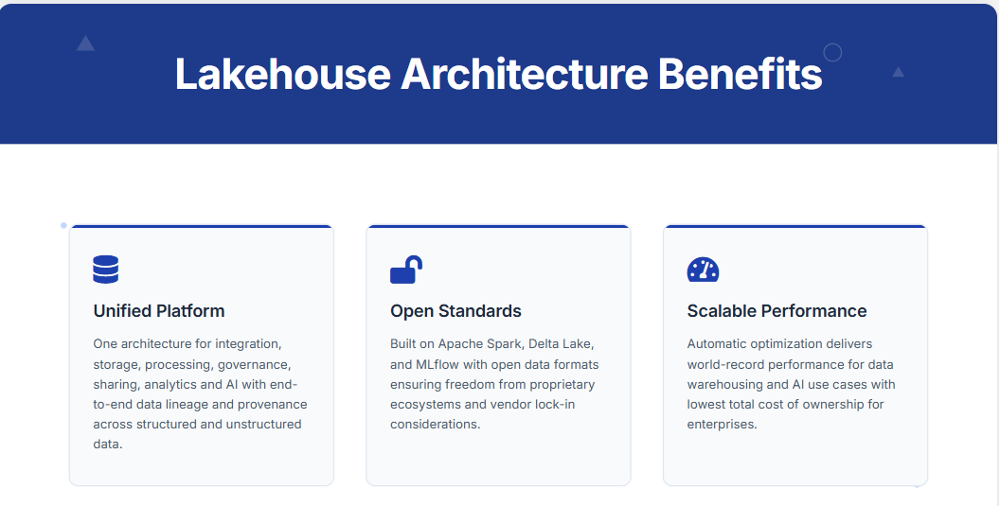 Lakehouse Architecture Benefits
Unified Platform
One architecture for integration,
storage, processing, governance,
sharing, analytics and AI with end-
to-end data lineage and provenance
across structured and unstructured
data.
Open Standards
Built on Apache Spark, Delta Lake,
and MLflow with open data formats
ensuring freedom from proprietary
ecosystems and vendor lock-in
considerations.
Scalable Performance
Automatic optimization delivers
world-record performance for data
warehousing and AI use cases with
lowest total cost of ownership for
enterprises.